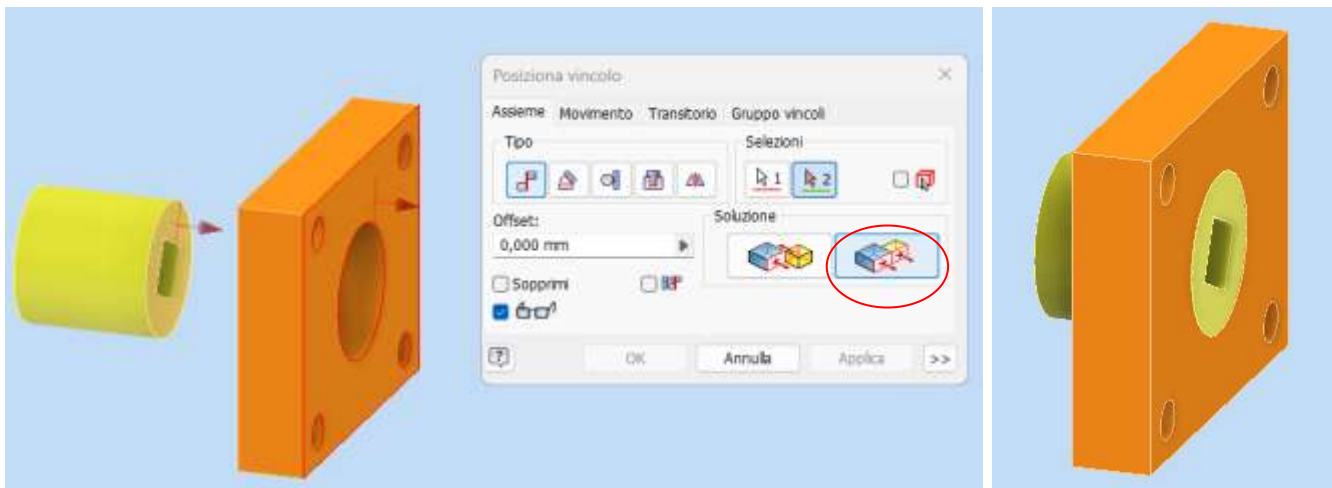 Posiziona vincolo
Assieme Movimento Transitorio Gruppo vincoli
Tipo
Selezioni
1
2
Offset:
Soluzione
0,000 mm
Sopprimi
OK
Annulla
Applica
>>